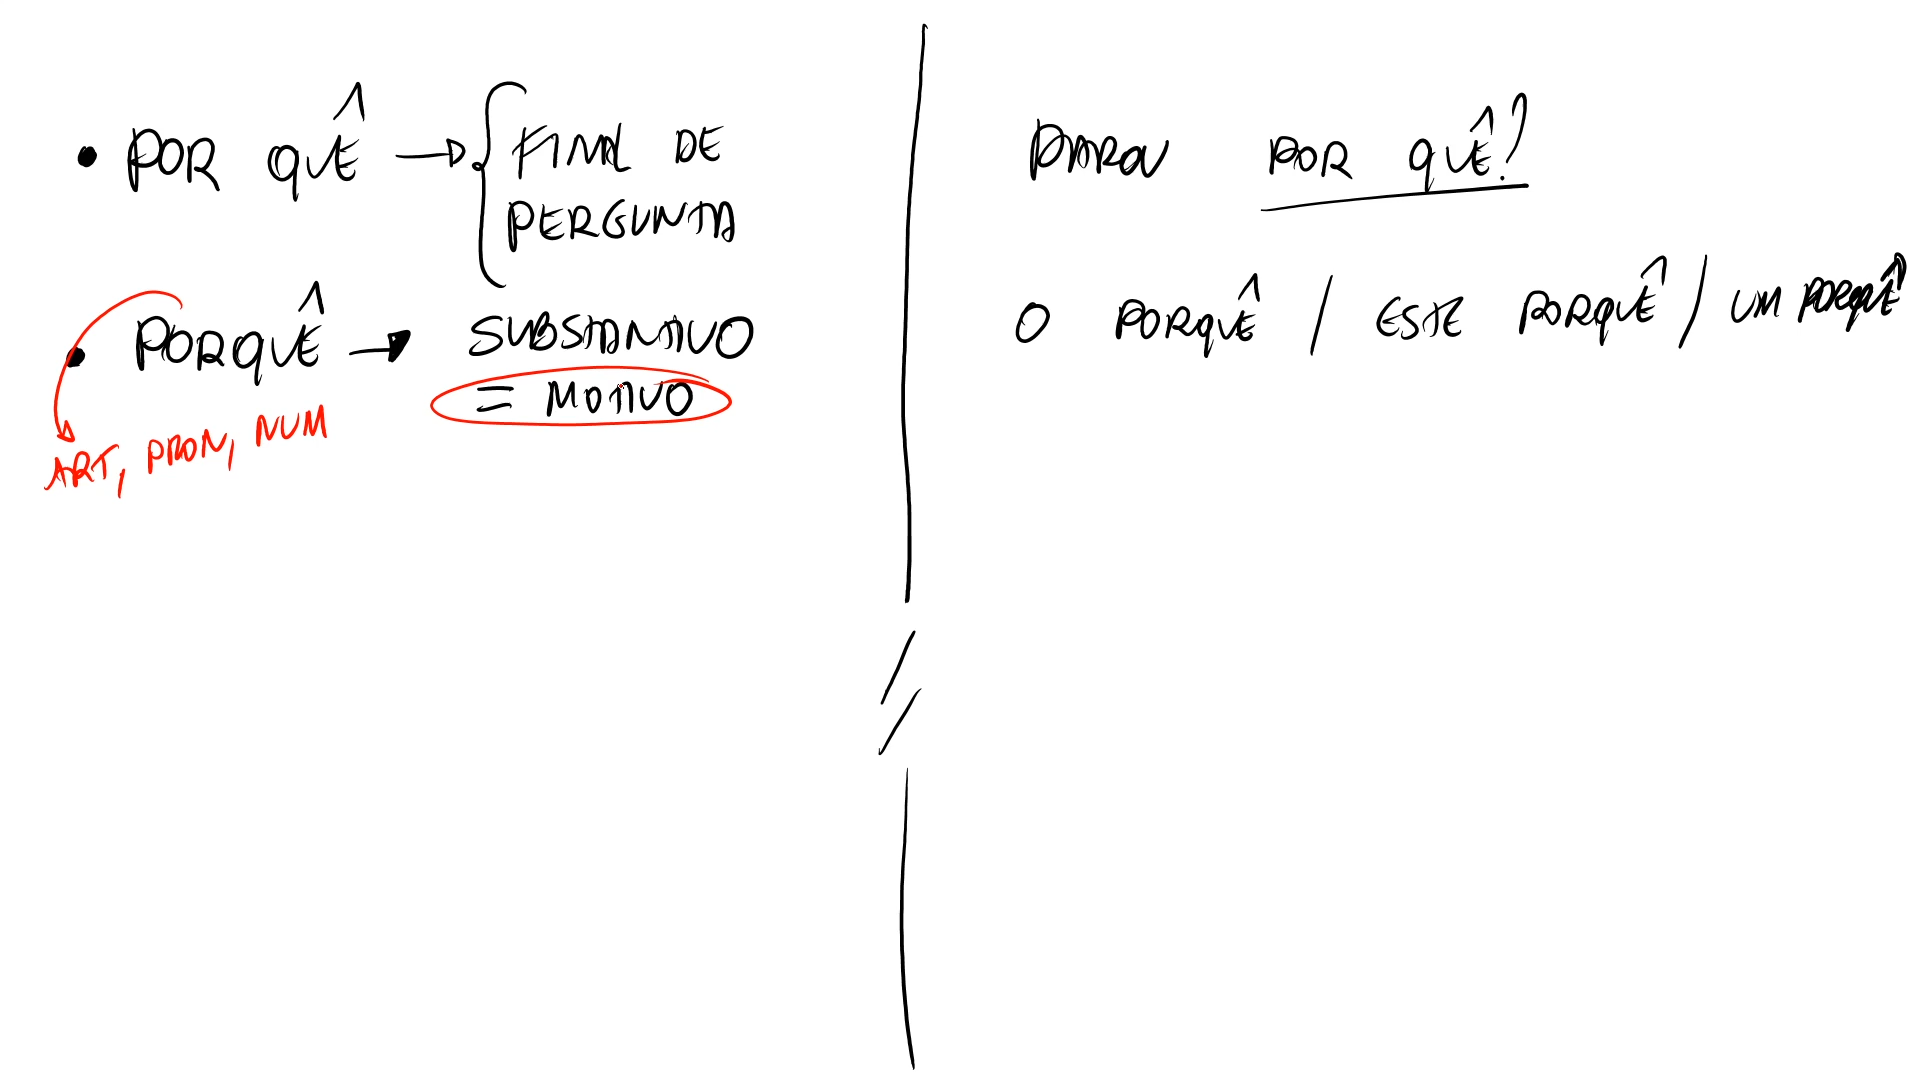 • POR QUÊ → { FINAL DE
PERGUNTA
• PORQUÊ → SUBSTANTIVO
= MOTIVO
ART, PRON, NUM
PAROU POR QUÊ?
O PORQUÊ / ESTE PORQUÊ / UM PORQUÊ